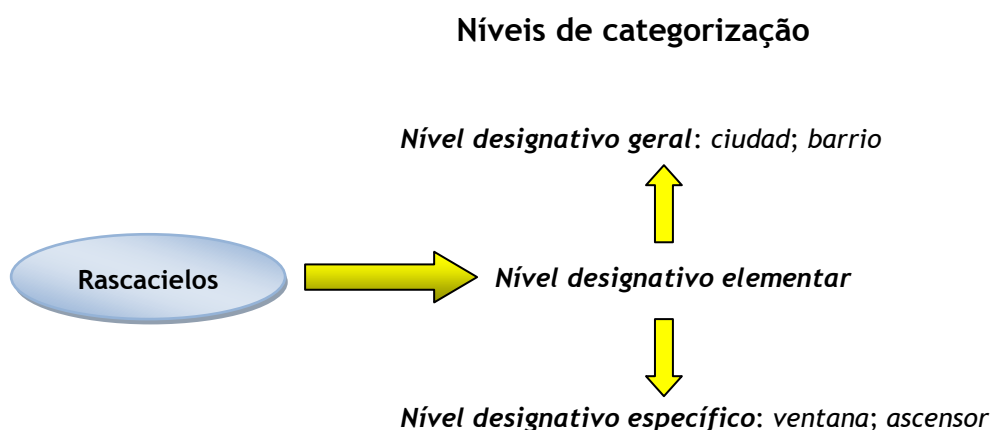 Níveis de categorização
Nível designativo geral: ciudad; barrio
Rascacielos
Nível designativo elementar
Nível designativo específico: ventana; ascensor